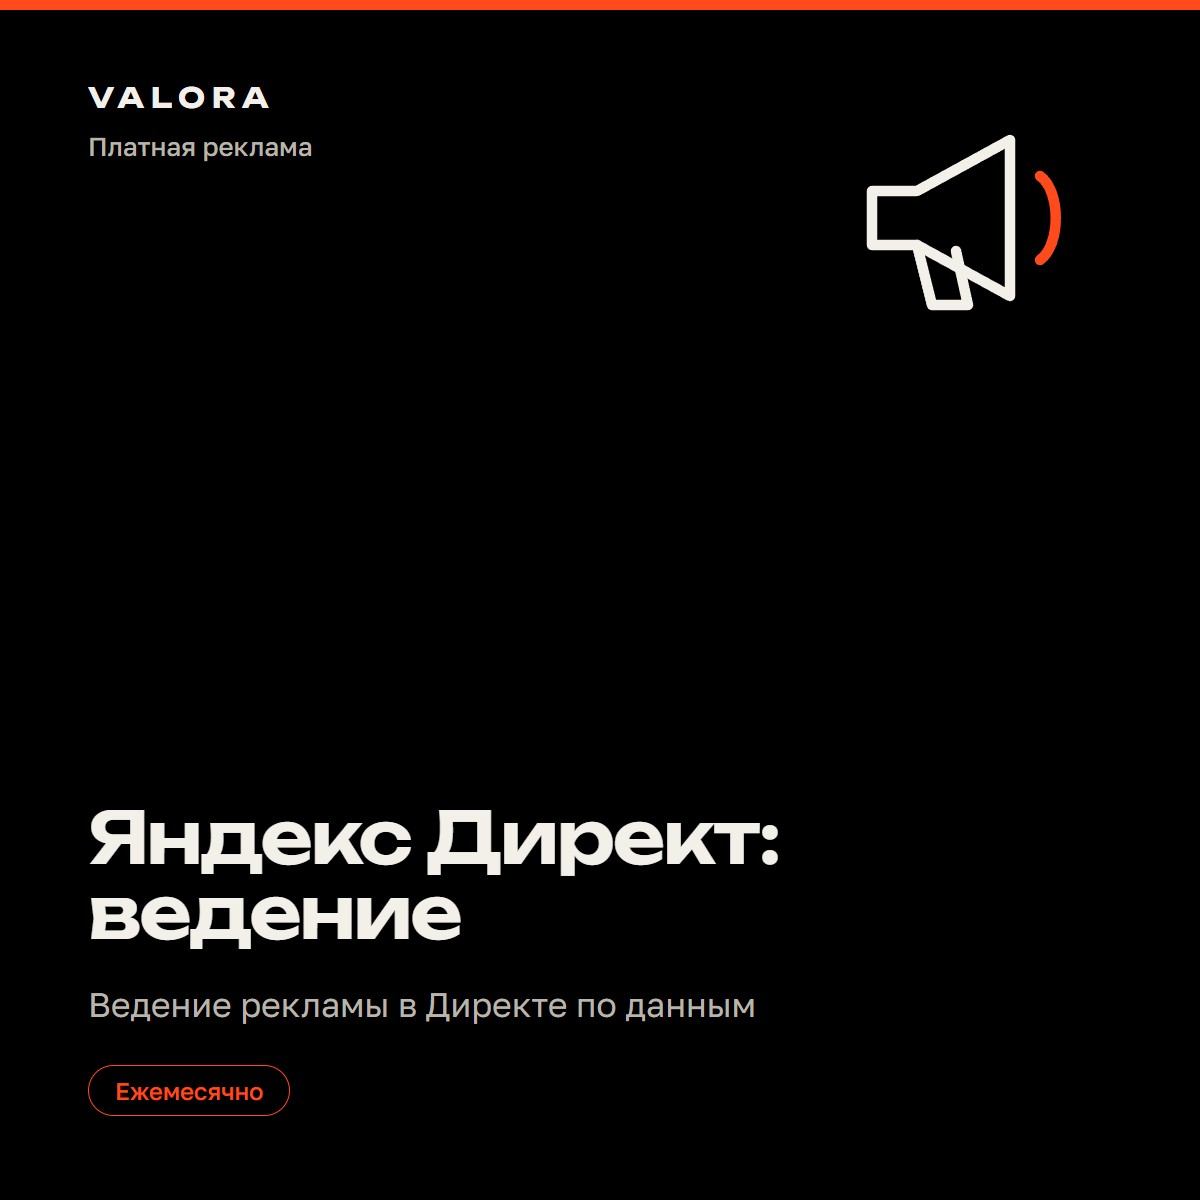 VALORA
Платная реклама
Яндекс Директ:
ведение
Ведение рекламы в Директе по данным
Ежемесячно